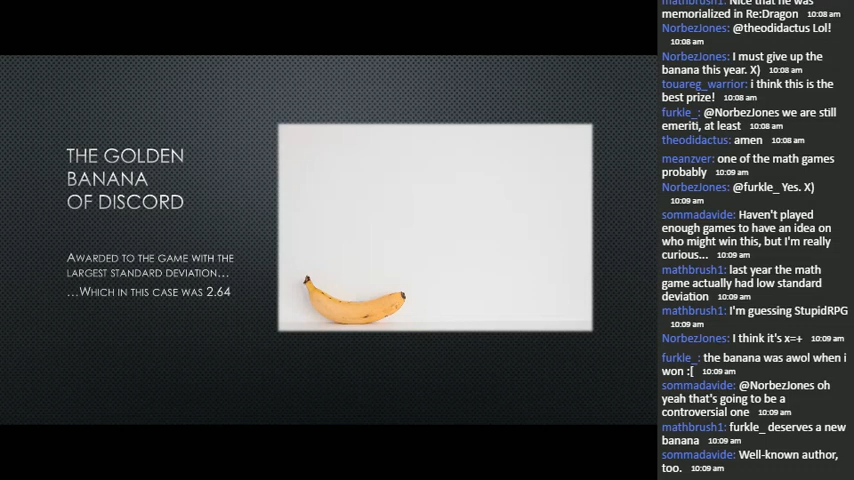 THE GOLDEN
BANANA
OF DISCORD
AWARDED TO THE GAME WITH THE
LARGEST STANDARD DEVIATION...
...WHICH IN THIS CASE WAS 2.64
mathbrush1: Nice that he was
memorialized in Re:Dragon 10:08 am
NorbezJones: @theodidactus Lol!
10:08 am
NorbezJones: I must give up the
banana this year. X) 10:08 am
touareg_warrior: i think this is the
best prize! 10:08 am
furkle_: @NorbezJones we are still
emeriti, at least 10:08 am
theodidactus: amen 10:08 am
meanzver: one of the math games
probably 10:09 am
NorbezJones: @furkle_ Yes. X)
10:09 am
sommadavide: Haven't played
enough games to have an idea on
who might win this, but I'm really
curious... 10:09 am
mathbrush1: last year the math
game actually had low standard
deviation 10:09 am
mathbrush1: I'm guessing StupidRPG
10:09 am
NorbezJones: I think it's x=+ 10:09 am
furkle_: the banana was awol when i
won :[ 10:09 am
sommadavide: @NorbezJones oh
yeah that's going to be a
controversial one 10:09 am
mathbrush1: furkle_ deserves a new
banana 10:09 am
sommadavide: Well-known author,
too. 10:09 am